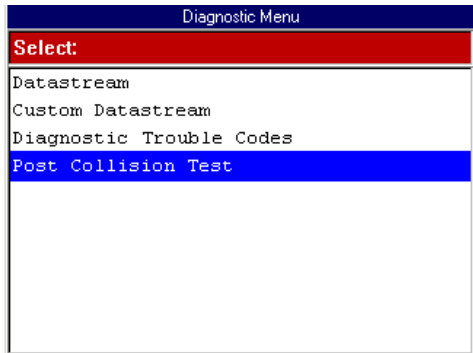 Diagnostic Menu
Select:
Datastream
Custom Datastream
Diagnostic Trouble Codes
Post Collision Test